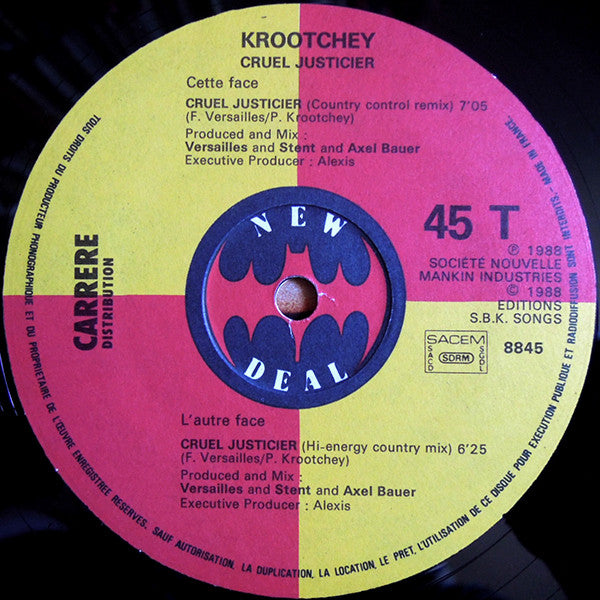 KROOTCHEY
CRUEL JUSTICIER
Cette face
CRUEL JUSTICIER (Country control remix) 7'05
(F. Versailles/P. Krootchey)
Produced and Mix :
Versailles and Stent and Axel Bauer
Executive Producer : Alexis
NEW
DEAL
45 T
℗ 1988
SOCIÉTÉ NOUVELLE
MANKIN INDUSTRIES
© 1988
EDITIONS
S.B.K. SONGS
SACEM
SACD
SDRM
SGDL
8845
CARRERE
DISTRIBUTION
L'autre face
CRUEL JUSTICIER (Hi-energy country mix) 6'25
(F. Versailles/P. Krootchey)
Produced and Mix :
Versailles and Stent and Axel Bauer
Executive Producer : Alexis
TOUS DROITS DU PRODUCTEUR PHONOGRAPHIQUE ET DU PROPRIETAIRE DE L'ŒUVRE ENREGISTREE RESERVES. SAUF AUTORISATION, LA DUPLICATION, LA LOCATION, LE PRET, L'UTILISATION DE CE DISQUE POUR EXECUTION PUBLIQUE ET RADIODIFFUSION SONT INTERDITS.- MADE IN FRANCE.